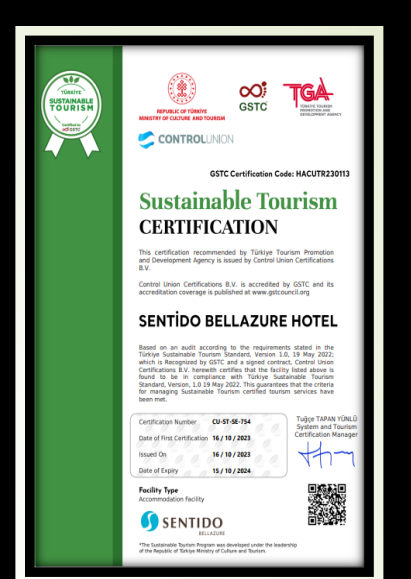 TÜRKİYE
SUSTAINABLE
TOURISM
Certified by
GSTC
REPUBLIC OF TÜRKİYE
MINISTRY OF CULTURE AND TOURISM
GSTC
TGA
TÜRKİYE TOURISM
PROMOTION AND
DEVELOPMENT AGENCY
CONTROLUNION
GSTC Certification Code: HACUTR230113
Sustainable Tourism
CERTIFICATION
This certification recommended by Türkiye Tourism Promotion
and Development Agency is issued by Control Union Certifications
B.V.
Control Union Certifications B.V. is accredited by GSTC and its
accreditation coverage is published at www.gstcouncil.org
SENTİDO BELLAZURE HOTEL
Based on an audit according to the requirements stated in the
Türkiye Sustainable Tourism Standard, Version 1.0, 19 May 2022;
which is Recognized by GSTC and a signed contract, Control Union
Certifications B.V. herewith certifies that the facility listed above is
found to be in compliance with Türkiye Sustainable Tourism
Standard, Version, 1.0 19 May 2022. This guarantees that the criteria
for managing Sustainable Tourism certified tourism services have
been met.
Certification Number CU-ST-SE-754
Date of First Certification 16 / 10 / 2023
Issued On 16 / 10 / 2023
Date of Expiry 15 / 10 / 2024
Tuğçe TAPAN YÜNLÜ
System and Tourism
Certification Manager
Facility Type
Accommodation Facility
SENTIDO
BELLAZURE
*The Sustainable Tourism Program was developed under the leadership
of the Republic of Türkiye Ministry of Culture and Tourism.